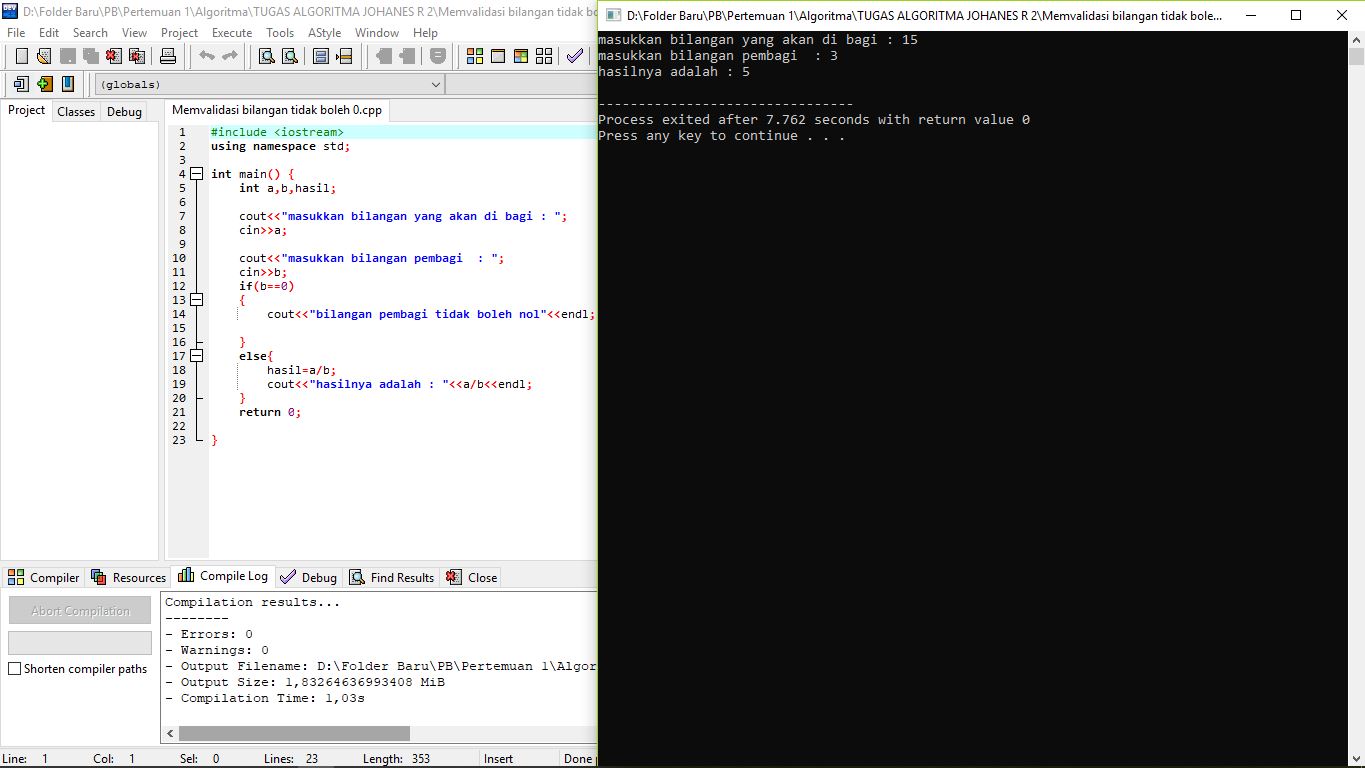 D:\Folder Baru\PB\Pertemuan 1\Algoritma\TUGAS ALGORITMA JOHANES R 2\Memvalidasi bilangan tidak bo
File Edit Search View Project Execute Tools AStyle Window Help
(globals)
Project Classes Debug
Memvalidasi bilangan tidak boleh 0.cpp
1 #include <iostream>
2 using namespace std;
3
4 int main() {
5 int a,b,hasil;
6
7 cout<<"masukkan bilangan yang akan di bagi : ";
8 cin>>a;
9
10 cout<<"masukkan bilangan pembagi  : ";
11 cin>>b;
12 if(b==0)
13 {
14 cout<<"bilangan pembagi tidak boleh nol"<<endl;
15
16 }
17 else{
18 hasil=a/b;
19 cout<<"hasilnya adalah : "<<a/b<<endl;
20 }
21 return 0;
22
23 }
Compiler Resources Compile Log Debug Find Results Close
Abort Compilation
Shorten compiler paths
Compilation results...
--------
- Errors: 0
- Warnings: 0
- Output Filename: D:\Folder Baru\PB\Pertemuan 1\Algor
- Output Size: 1,83264636993408 MiB
- Compilation Time: 1,03s
Line: 1 Col: 1 Sel: 0 Lines: 23 Length: 353 Insert Done
D:\Folder Baru\PB\Pertemuan 1\Algoritma\TUGAS ALGORITMA JOHANES R 2\Memvalidasi bilangan tidak bole...
masukkan bilangan yang akan di bagi : 15
masukkan bilangan pembagi  : 3
hasilnya adalah : 5
--------------------------------
Process exited after 7.762 seconds with return value 0
Press any key to continue . . .